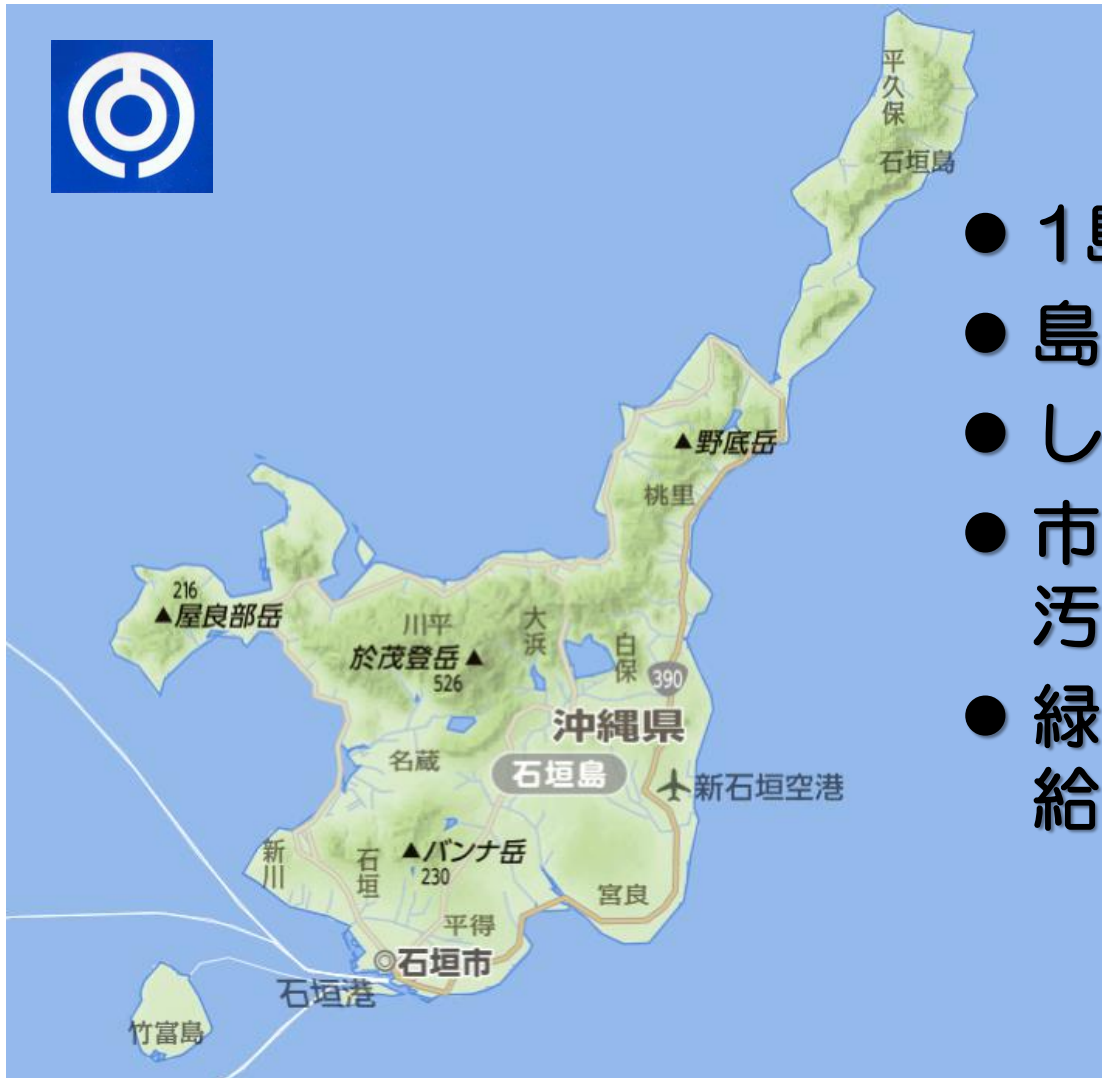 平久保
石垣島
野底岳
桃里
216
屋良部岳
川平
大浜
於茂登岳
526
白保
390
沖縄県
名蔵
石垣島
新石垣空港
新川
石垣
バンナ岳
230
宮良
平得
石垣市
石垣港
竹富島
● 1島
● 島
● し
● 市
汚
● 緑
給